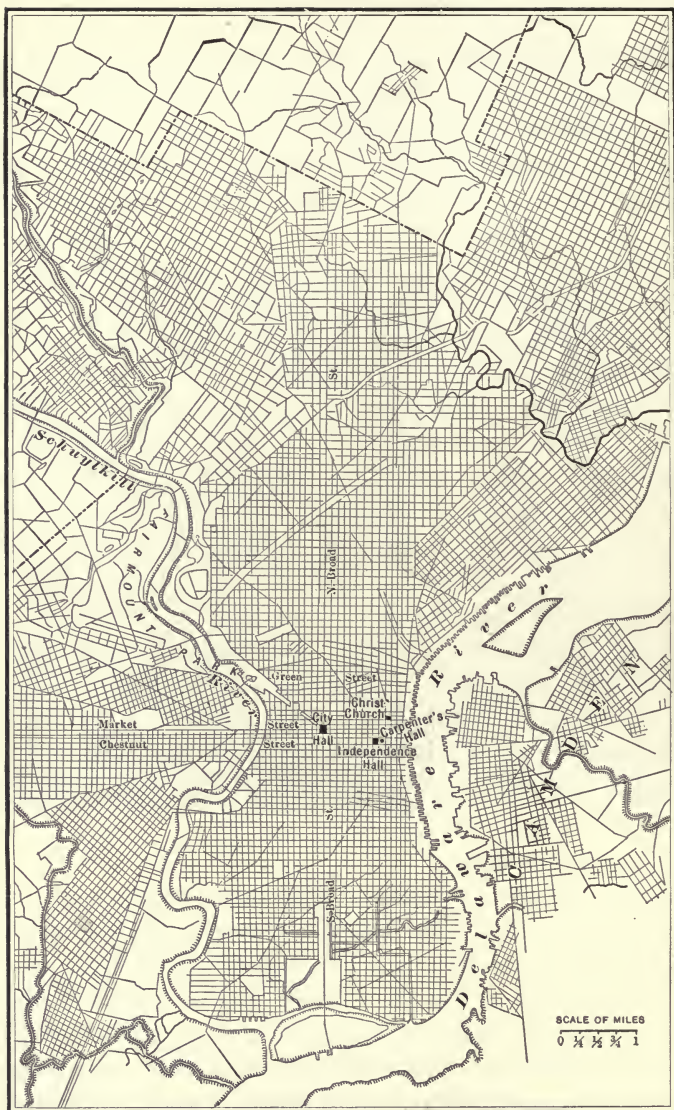 St.
Schuylkill
FAIRMOUNT
PARK
River
N. Broad
River
Green Street
Christ
Church
Carpenter's
Hall
Market Street
Chestnut Street
City
Hall
Independence
Hall
St.
S. Broad
Delaware
CAMDEN
SCALE OF MILES
0 ¼ ½ ¾ 1